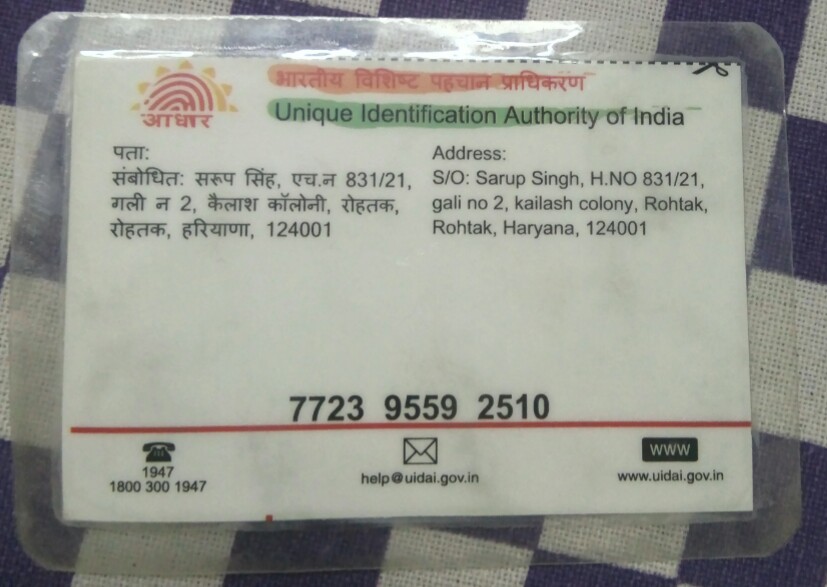 आधार
भारतीय विशिष्ट पहचान प्राधिकरण
Unique Identification Authority of India
पता:
संबोधित: सरूप सिंह, एच.न 831/21,
गली न 2, कैलाश कॉलोनी, रोहतक,
रोहतक, हरियाणा, 124001
Address:
S/O: Sarup Singh, H.NO 831/21,
gali no 2, kailash colony, Rohtak,
Rohtak, Haryana, 124001
7723 9559 2510
1947
1800 300 1947
help@uidai.gov.in
www
www.uidai.gov.in